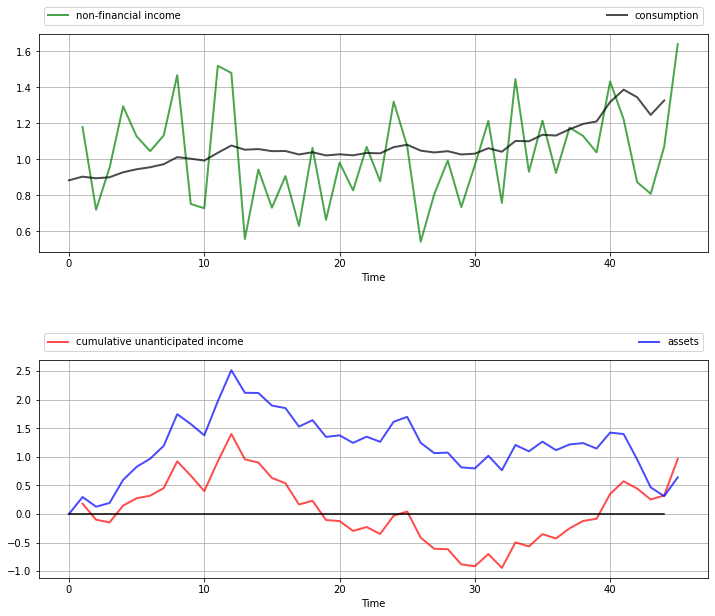 non-financial income consumption
1.6
1.4
1.2
1.0
0.8
0.6
0 10 20 30 40
Time
cumulative unanticipated income assets
2.5
2.0
1.5
1.0
0.5
0.0
−0.5
−1.0
0 10 20 30 40
Time